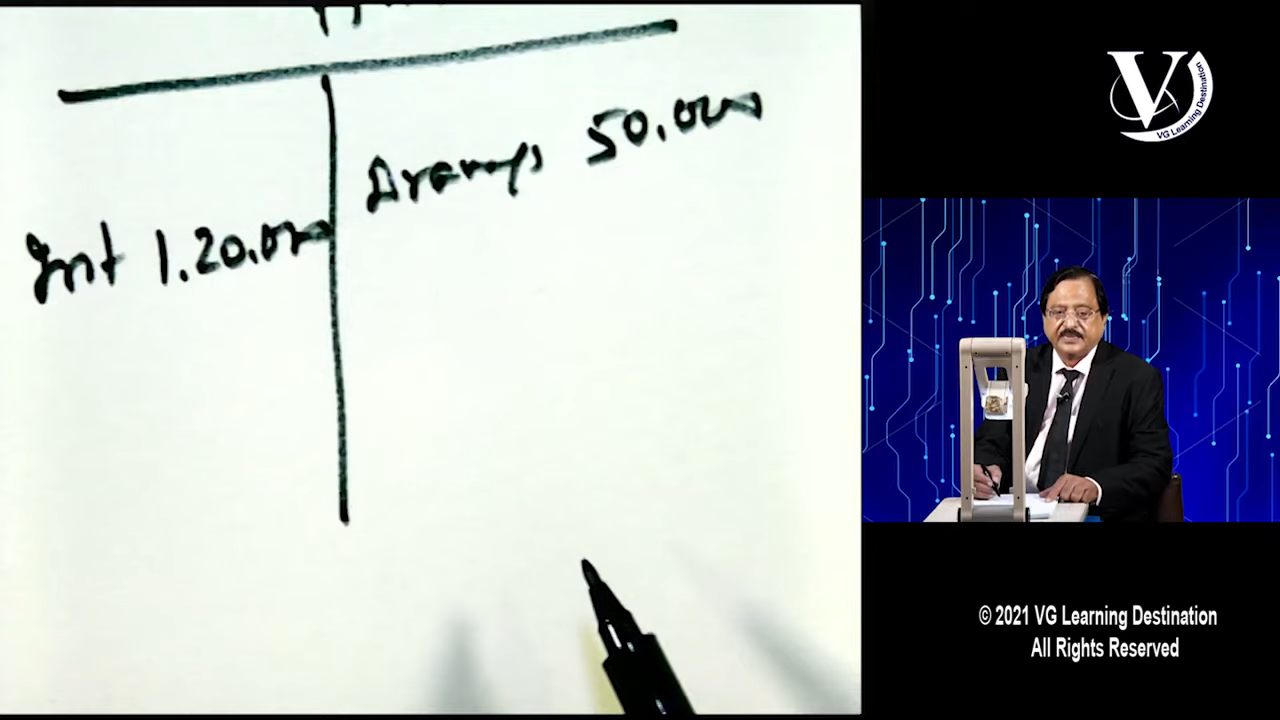 Drawings 50,000
Int 1,20,000
V
VG Learning Destination
© 2021 VG Learning Destination
All Rights Reserved